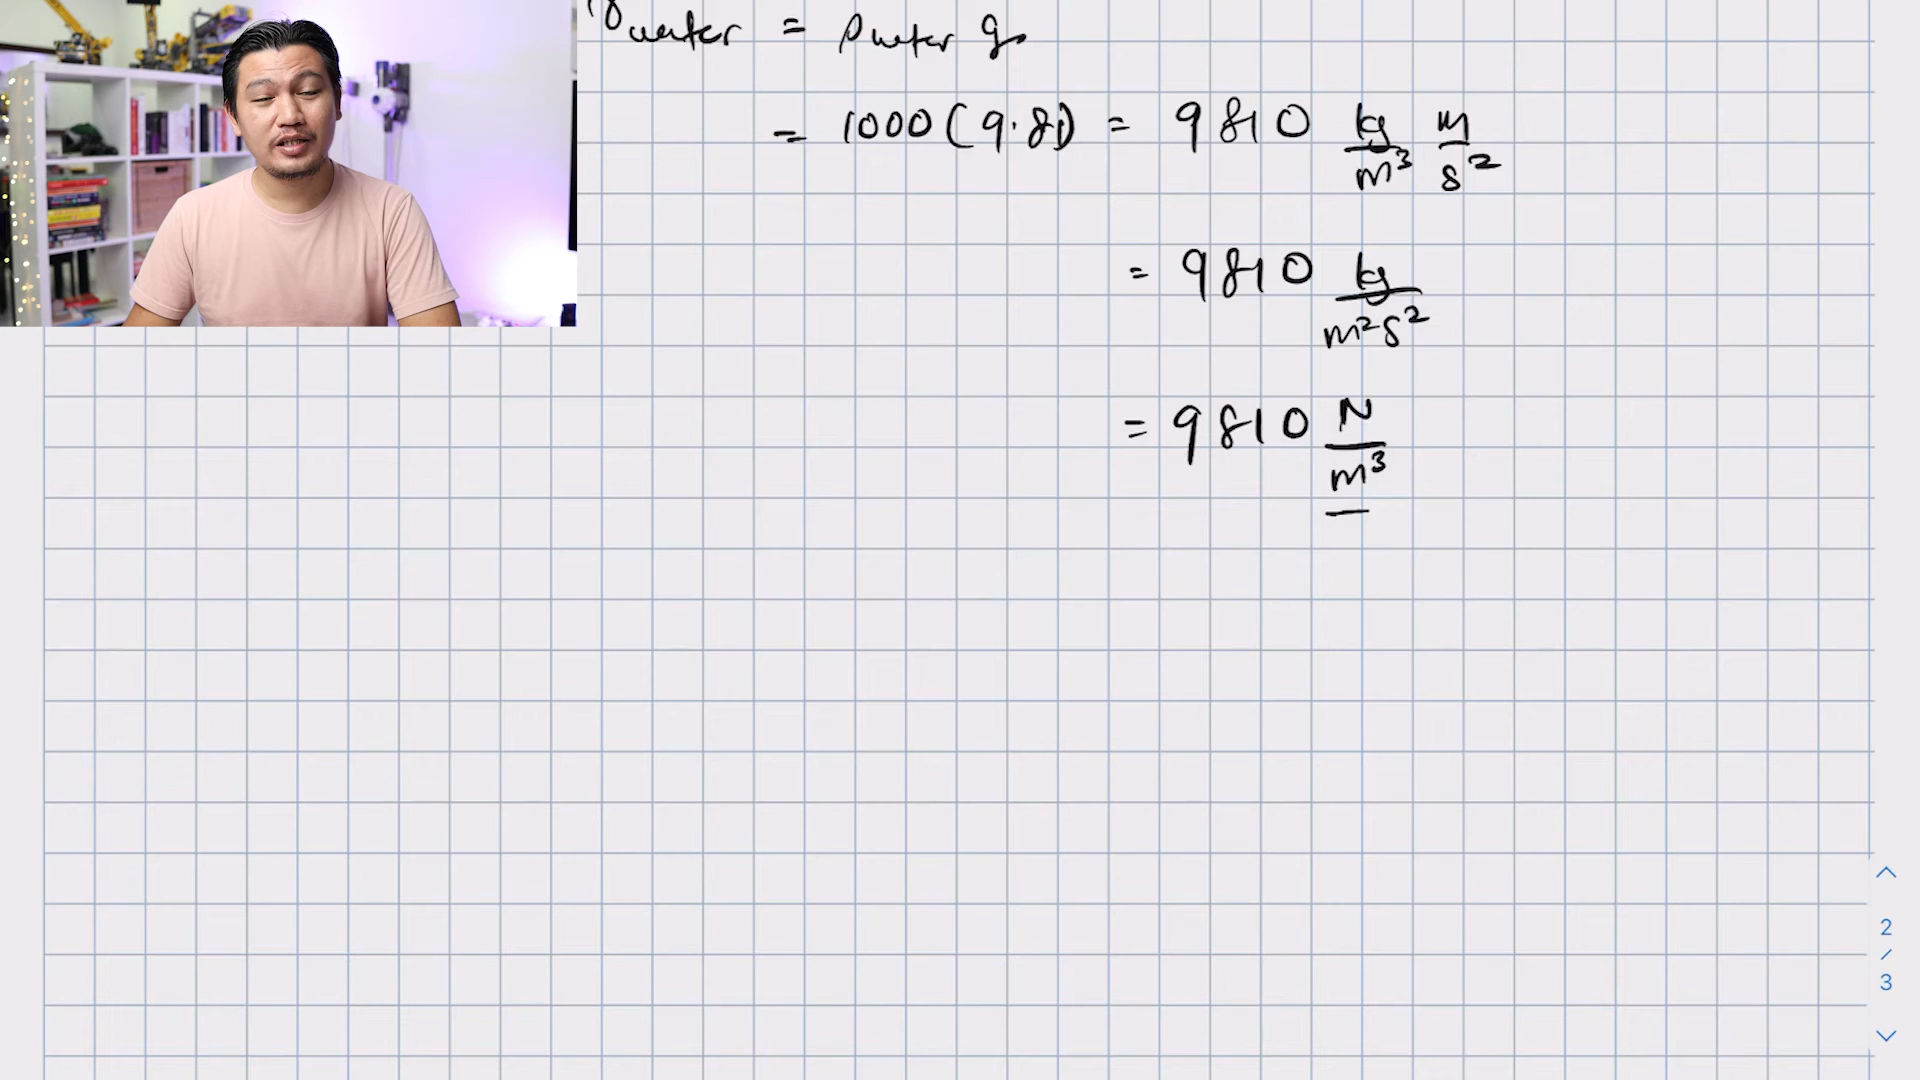 γwater = ρwater g
= 1000 (9.81) = 9810 kg/m³ m/s²
= 9810 kg/m²s²
= 9810 N/m³
2
/
3